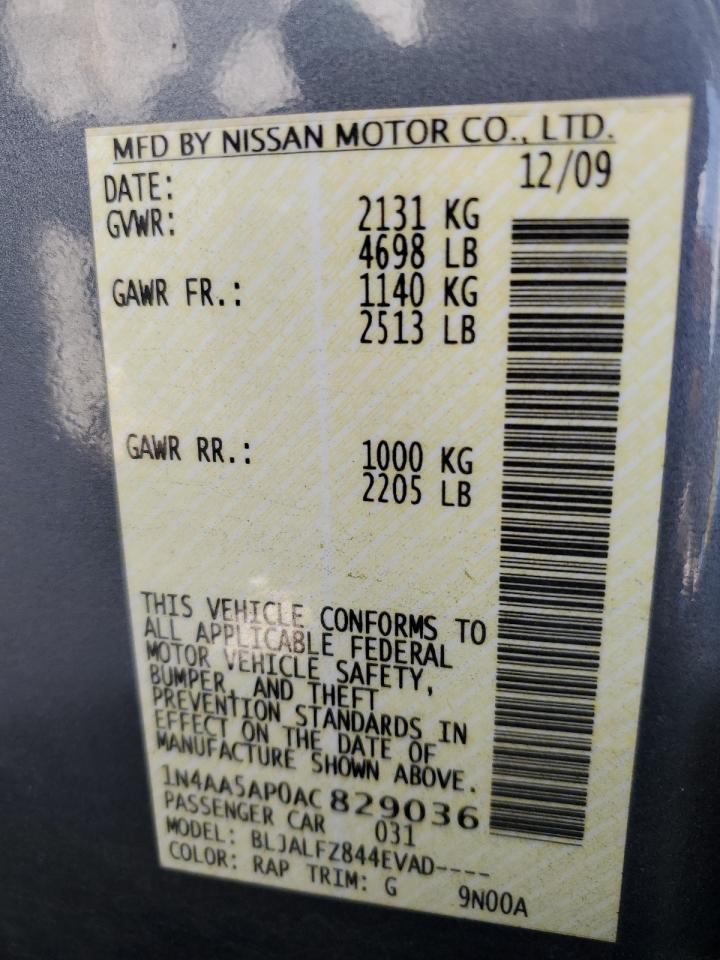 MFD BY NISSAN MOTOR CO., LTD.
DATE: 12/09
GVWR: 2131 KG
4698 LB
GAWR FR.: 1140 KG
2513 LB
GAWR RR.: 1000 KG
2205 LB
THIS VEHICLE CONFORMS TO
ALL APPLICABLE FEDERAL
MOTOR VEHICLE SAFETY,
BUMPER, AND THEFT
PREVENTION STANDARDS IN
EFFECT ON THE DATE OF
MANUFACTURE SHOWN ABOVE.
1N4AA5AP0AC829036
PASSENGER CAR 031
MODEL: BLJALFZ844EVAD----
COLOR: RAP TRIM: G 9N00A